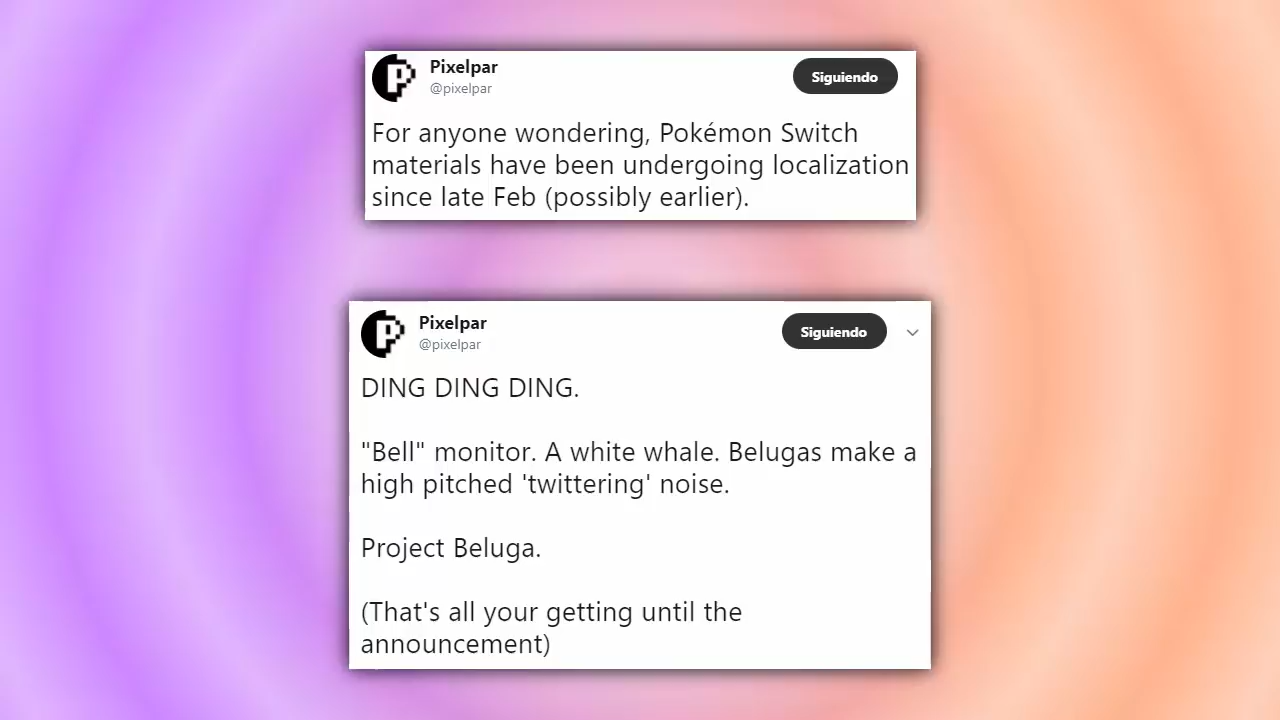 Pixelpar
Siguiendo
@pixelpar
For anyone wondering, Pokémon Switch
materials have been undergoing localization
since late Feb (possibly earlier).
Pixelpar
Siguiendo
@pixelpar
DING DING DING.
"Bell" monitor. A white whale. Belugas make a
high pitched 'twittering' noise.
Project Beluga.
(That's all your getting until the
announcement)